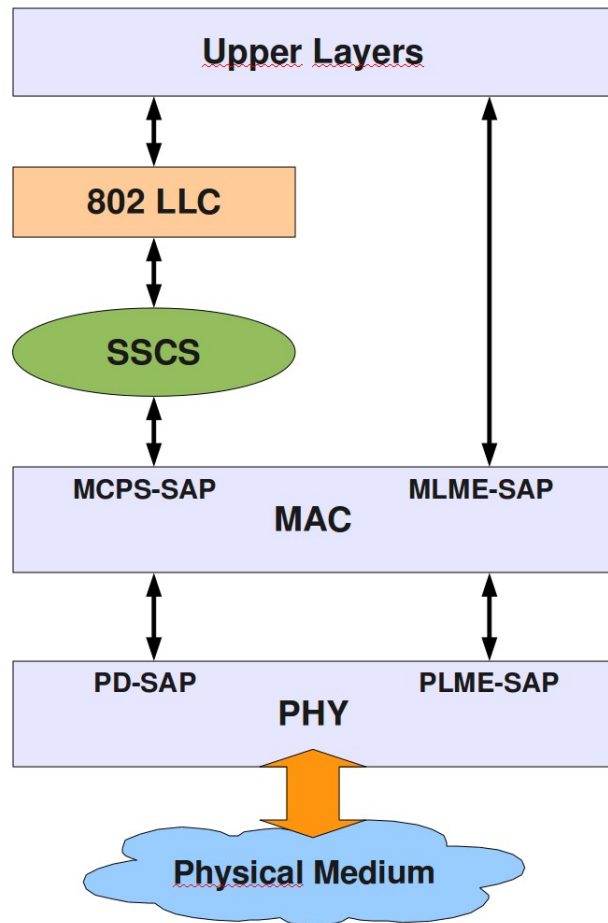 Upper Layers
802 LLC
SSCS
MCPS-SAP
MLME-SAP
MAC
PD-SAP
PLME-SAP
PHY
Physical Medium